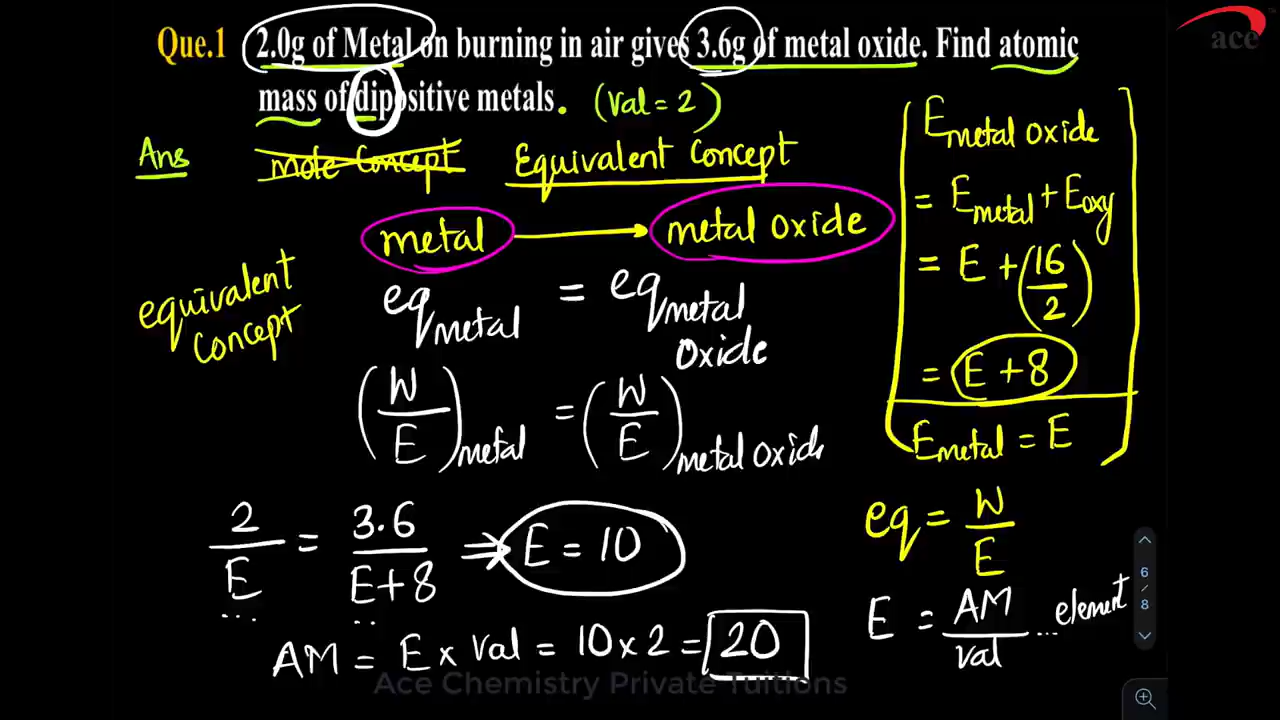 Que.1 2.0g of Metal on burning in air gives 3.6g of metal oxide. Find atomic
mass of dipositive metals. (Val = 2)
ace
Ans Mole Concept Equivalent Concept
metal → metal oxide
equivalent
concept
eq metal = eq metal
oxide
(W/E) metal = (W/E) metal oxide
2/E = 3.6/(E+8) ⇒ E = 10
AM = E x val = 10 x 2 = 20
E metal oxide
= E metal + E oxy
= E + (16/2)
= E + 8
E metal = E
eq = W/E
E = AM/val ... element
6
/
8
Ace Chemistry Private Tuitions